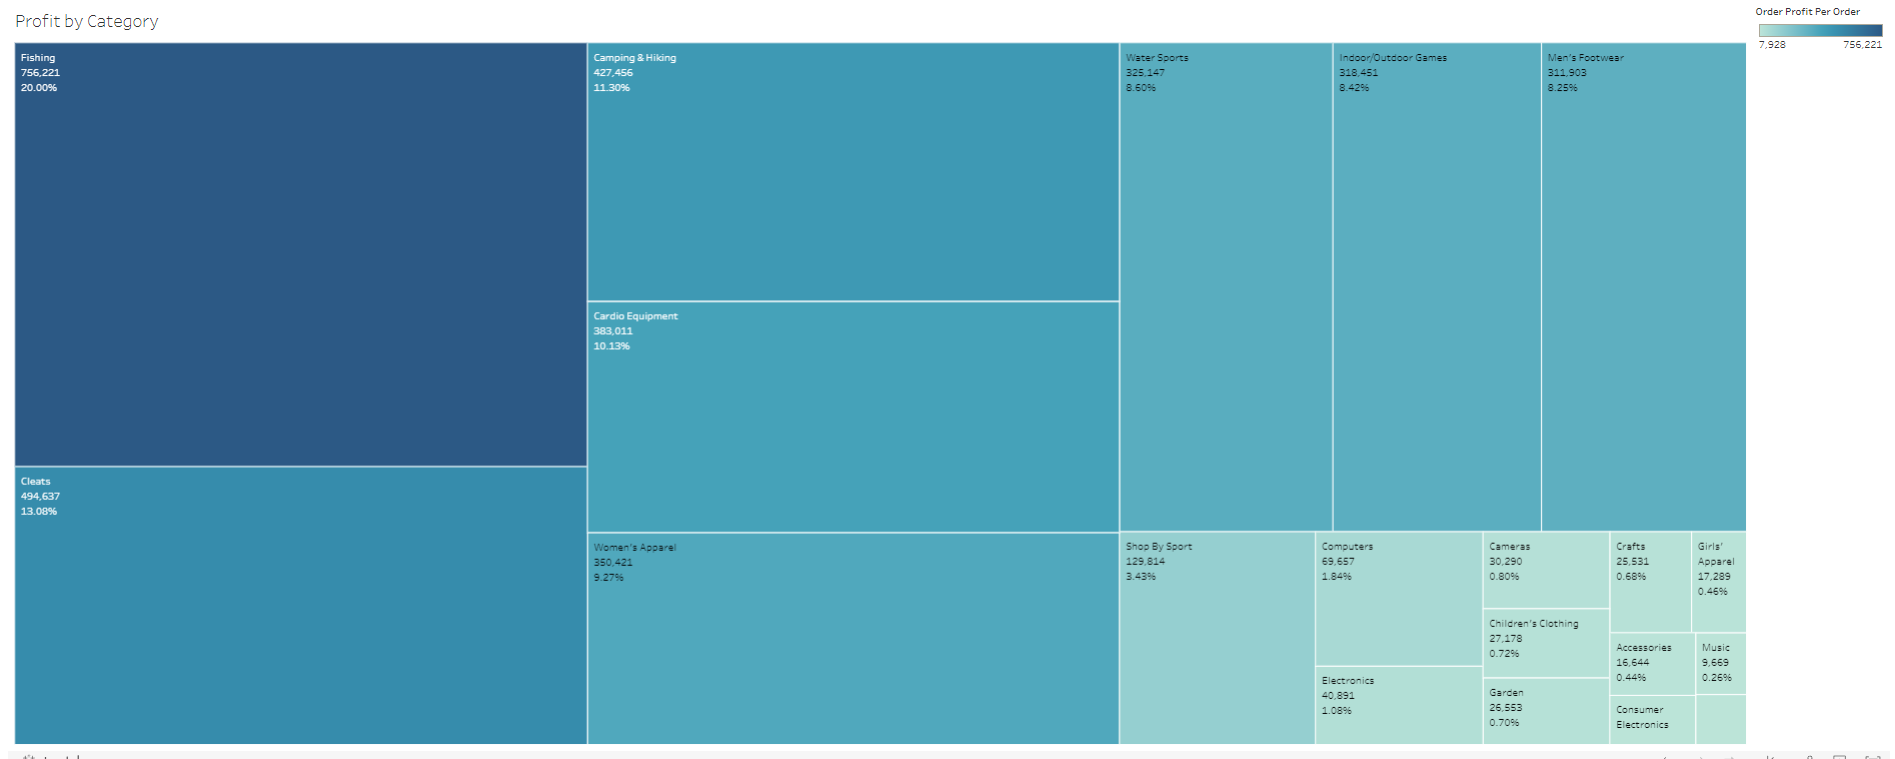 Profit by Category
Order Profit Per Order
7,928 756,221
Fishing
756,221
20.00%
Cleats
494,637
13.08%
Camping & Hiking
427,456
11.30%
Cardio Equipment
383,011
10.13%
Women's Apparel
350,421
9.27%
Water Sports
325,147
8.60%
Indoor/Outdoor Games
318,451
8.42%
Men's Footwear
311,903
8.25%
Shop By Sport
129,814
3.43%
Computers
69,657
1.84%
Electronics
40,891
1.08%
Cameras
30,290
0.80%
Children's Clothing
27,178
0.72%
Garden
26,553
0.70%
Crafts
25,531
0.68%
Girls'
Apparel
17,289
0.46%
Accessories
16,644
0.44%
Music
9,669
0.26%
Consumer
Electronics